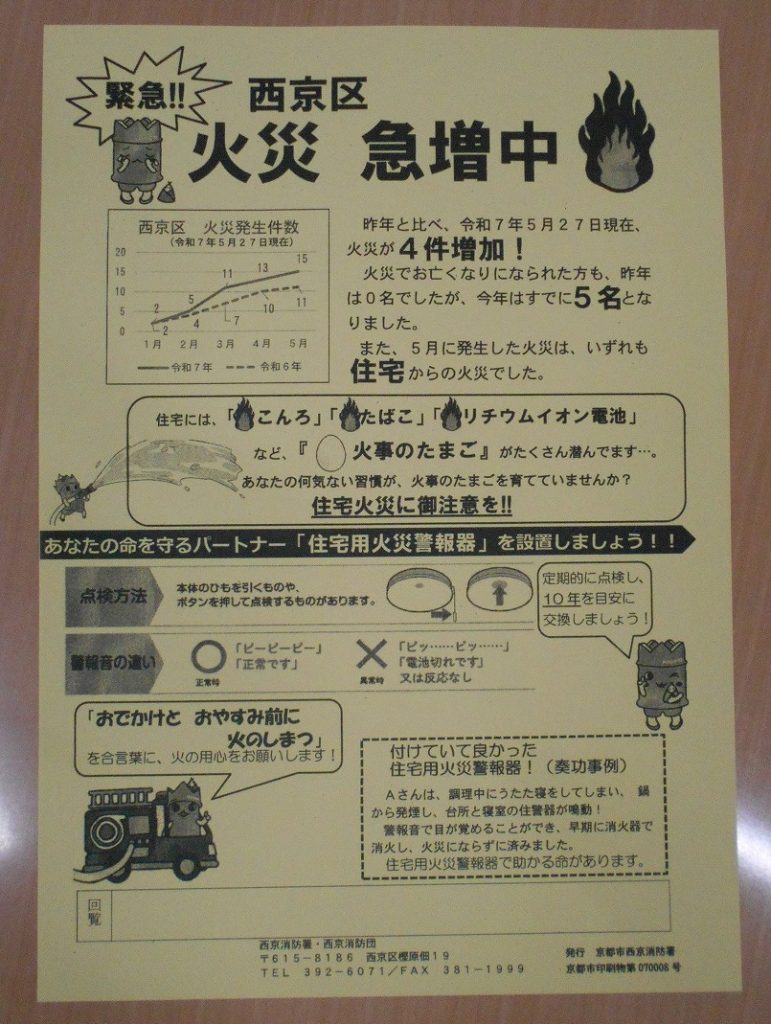 緊急!!
西京区
火災 急増中
西京区 火災発生件数
(令和7年5月27日現在)
20
15
10
5
0
2
5
11
13
15
2
4
7
10
11
1月 2月 3月 4月 5月
令和7年 令和6年
昨年と比べ、令和7年5月27日現在、
火災が4件増加！
火災でお亡くなりになられた方も、昨年
は0名でしたが、今年はすでに5名とな
りました。
また、5月に発生した火災は、いずれも
住宅からの火災でした。
住宅には、「こんろ」「たばこ」「リチウムイオン電池」
など、『火事のたまご』がたくさん潜んでます…。
あなたの何気ない習慣が、火事のたまごを育てていませんか？
住宅火災に御注意を!!
あなたの命を守るパートナー「住宅用火災警報器」を設置しましょう！！
点検方法
本体のひもを引くものや、
ボタンを押して点検するものがあります。
定期的に点検し、
10年を目安に
交換しましょう！
警報音の違い
正常時
「ピーピーピー」
「正常です」
異常時
「ピッ……ピッ……」
「電池切れです」
又は反応なし
「おでかけと おやすみ前に
火のしまつ」
を合言葉に、火の用心をお願いします！
付けていて良かった
住宅用火災警報器！（奏功事例）
Aさんは、調理中にうたた寝をしてしまい、鍋
から発煙し、台所と寝室の住警器が鳴動！
警報音で目が覚めることができ、早期に消火器で
消火し、火災にならずに済みました。
住宅用火災警報器で助かる命があります。
回覧
西京消防署・西京消防団
〒615－8186 西京区樫原佃19
TEL 392－6071／FAX 381－1999
発行 京都市西京消防署
京都市印刷物第070008号